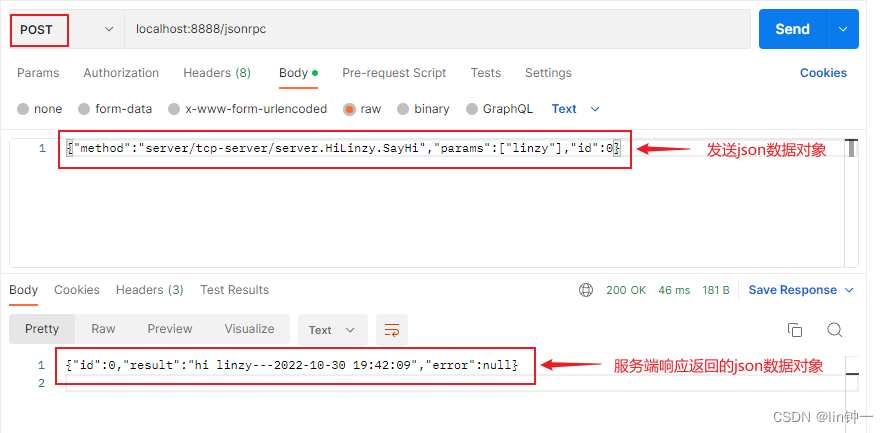 POST localhost:8888/jsonrpc Send
Params Authorization Headers (8) Body Pre-request Script Tests Settings Cookies
none form-data x-www-form-urlencoded raw binary GraphQL Text
1 {"method":"server/tcp-server/server.HiLinzy.SayHi","params":["linzy"],"id":0} 发送json数据对象
Body Cookies Headers (3) Test Results 200 OK 46 ms 181 B Save Response
Pretty Raw Preview Visualize Text
1 {"id":0,"result":"hi linzy---2022-10-30 19:42:09","error":null} 服务端响应返回的json数据对象
2
CSDN @lin钟一